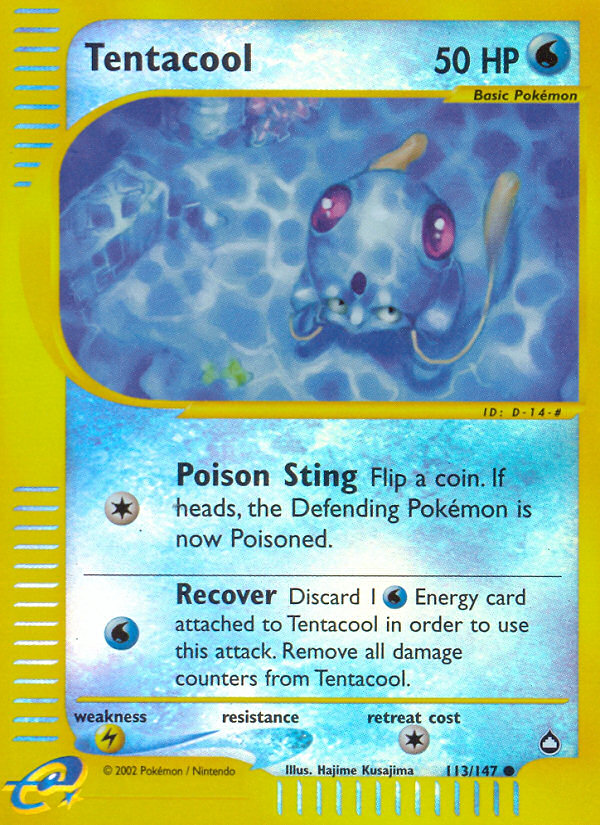 Tentacool 50 HP
Basic Pokémon
ID: D-14-#
Poison Sting Flip a coin. If
heads, the Defending Pokémon is
now Poisoned.
Recover Discard 1 Energy card
attached to Tentacool in order to use
this attack. Remove all damage
counters from Tentacool.
weakness resistance retreat cost
© 2002 Pokémon / Nintendo Illus. Hajime Kusajima 113/147